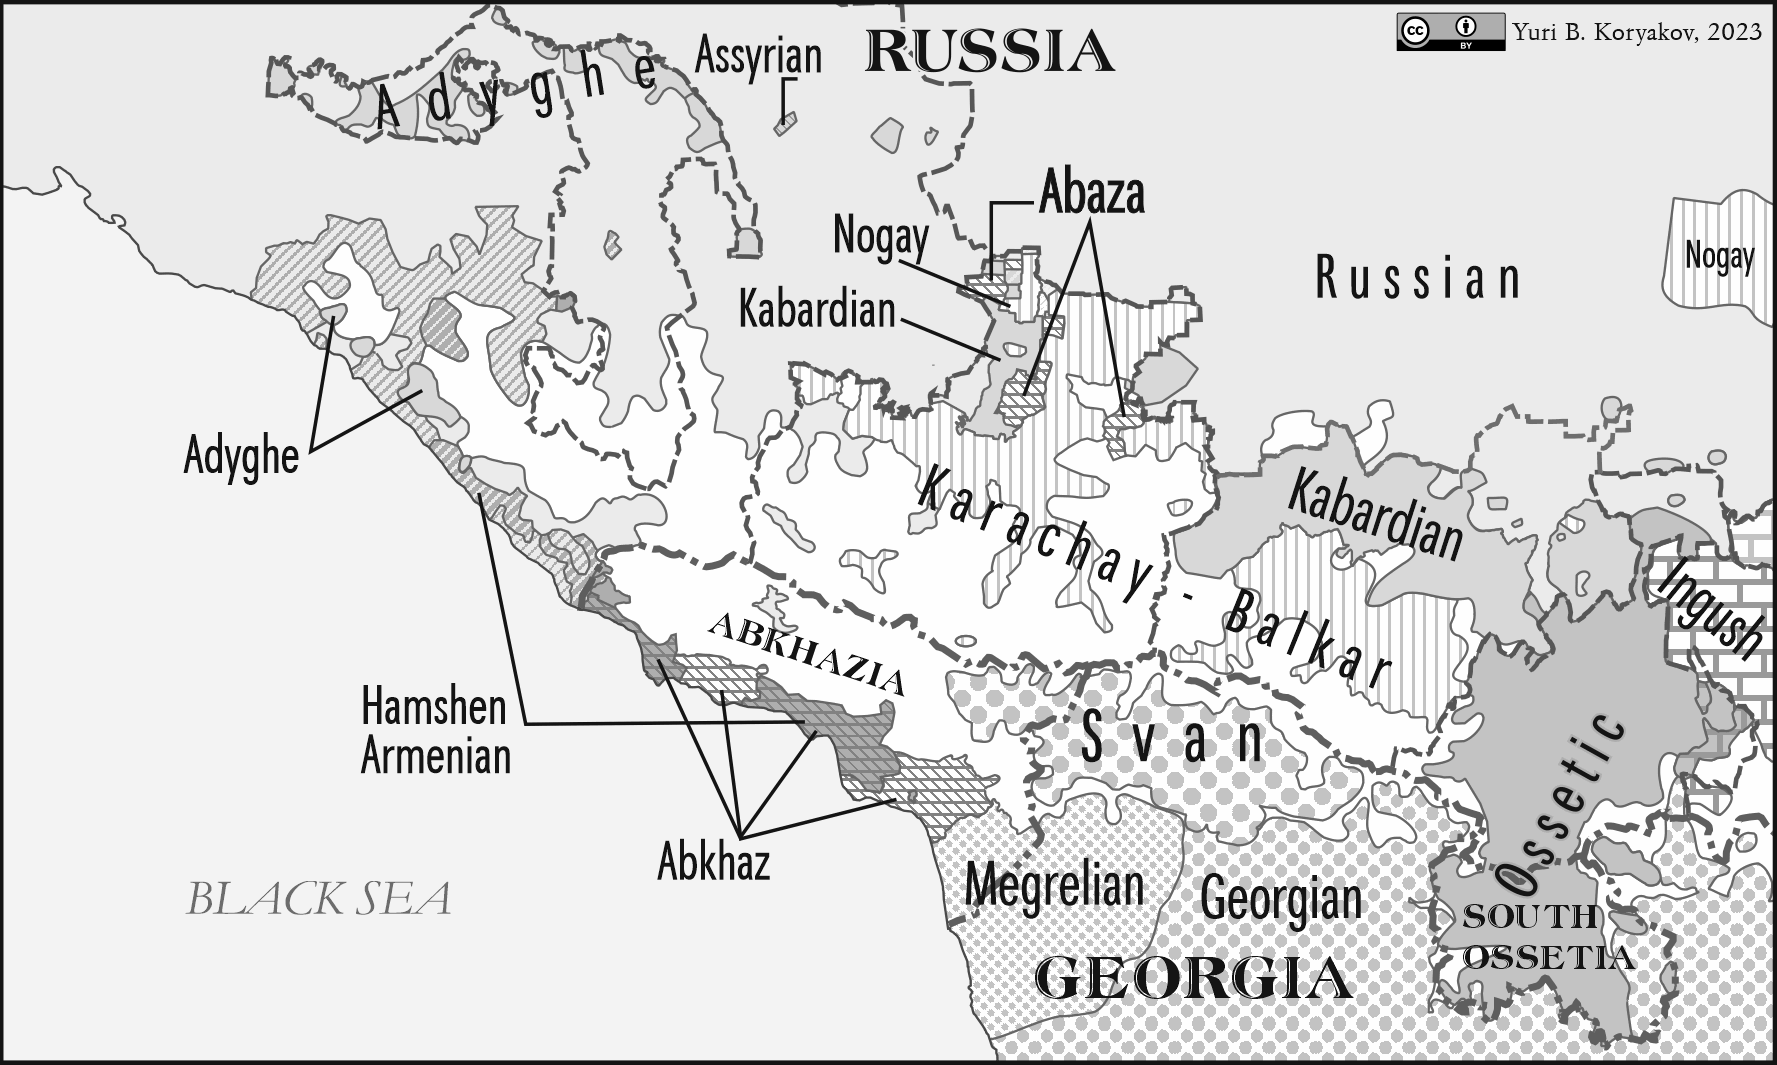 RUSSIA
cc BY Yuri B. Koryakov, 2023
Assyrian
Adyghe
Abaza
Nogay
Russian
Nogay
Kabardian
Adyghe
Karachay - Balkar
Kabardian
Ingush
ABKHAZIA
Hamshen
Armenian
Svan
Ossetic
Abkhaz
BLACK SEA
Megrelian
Georgian
SOUTH
OSSETIA
GEORGIA